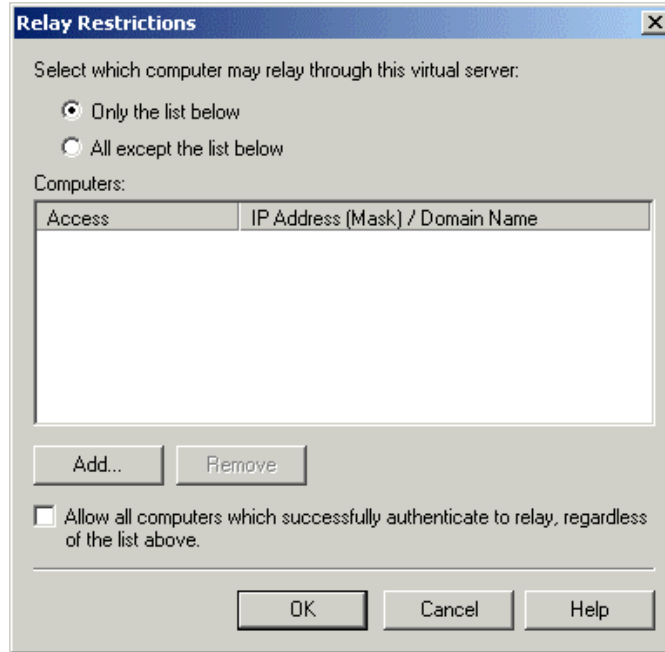 Relay Restrictions
Select which computer may relay through this virtual server:
Only the list below
All except the list below
Computers:
Access IP Address (Mask) / Domain Name
Add... Remove
Allow all computers which successfully authenticate to relay, regardless
of the list above.
OK Cancel Help